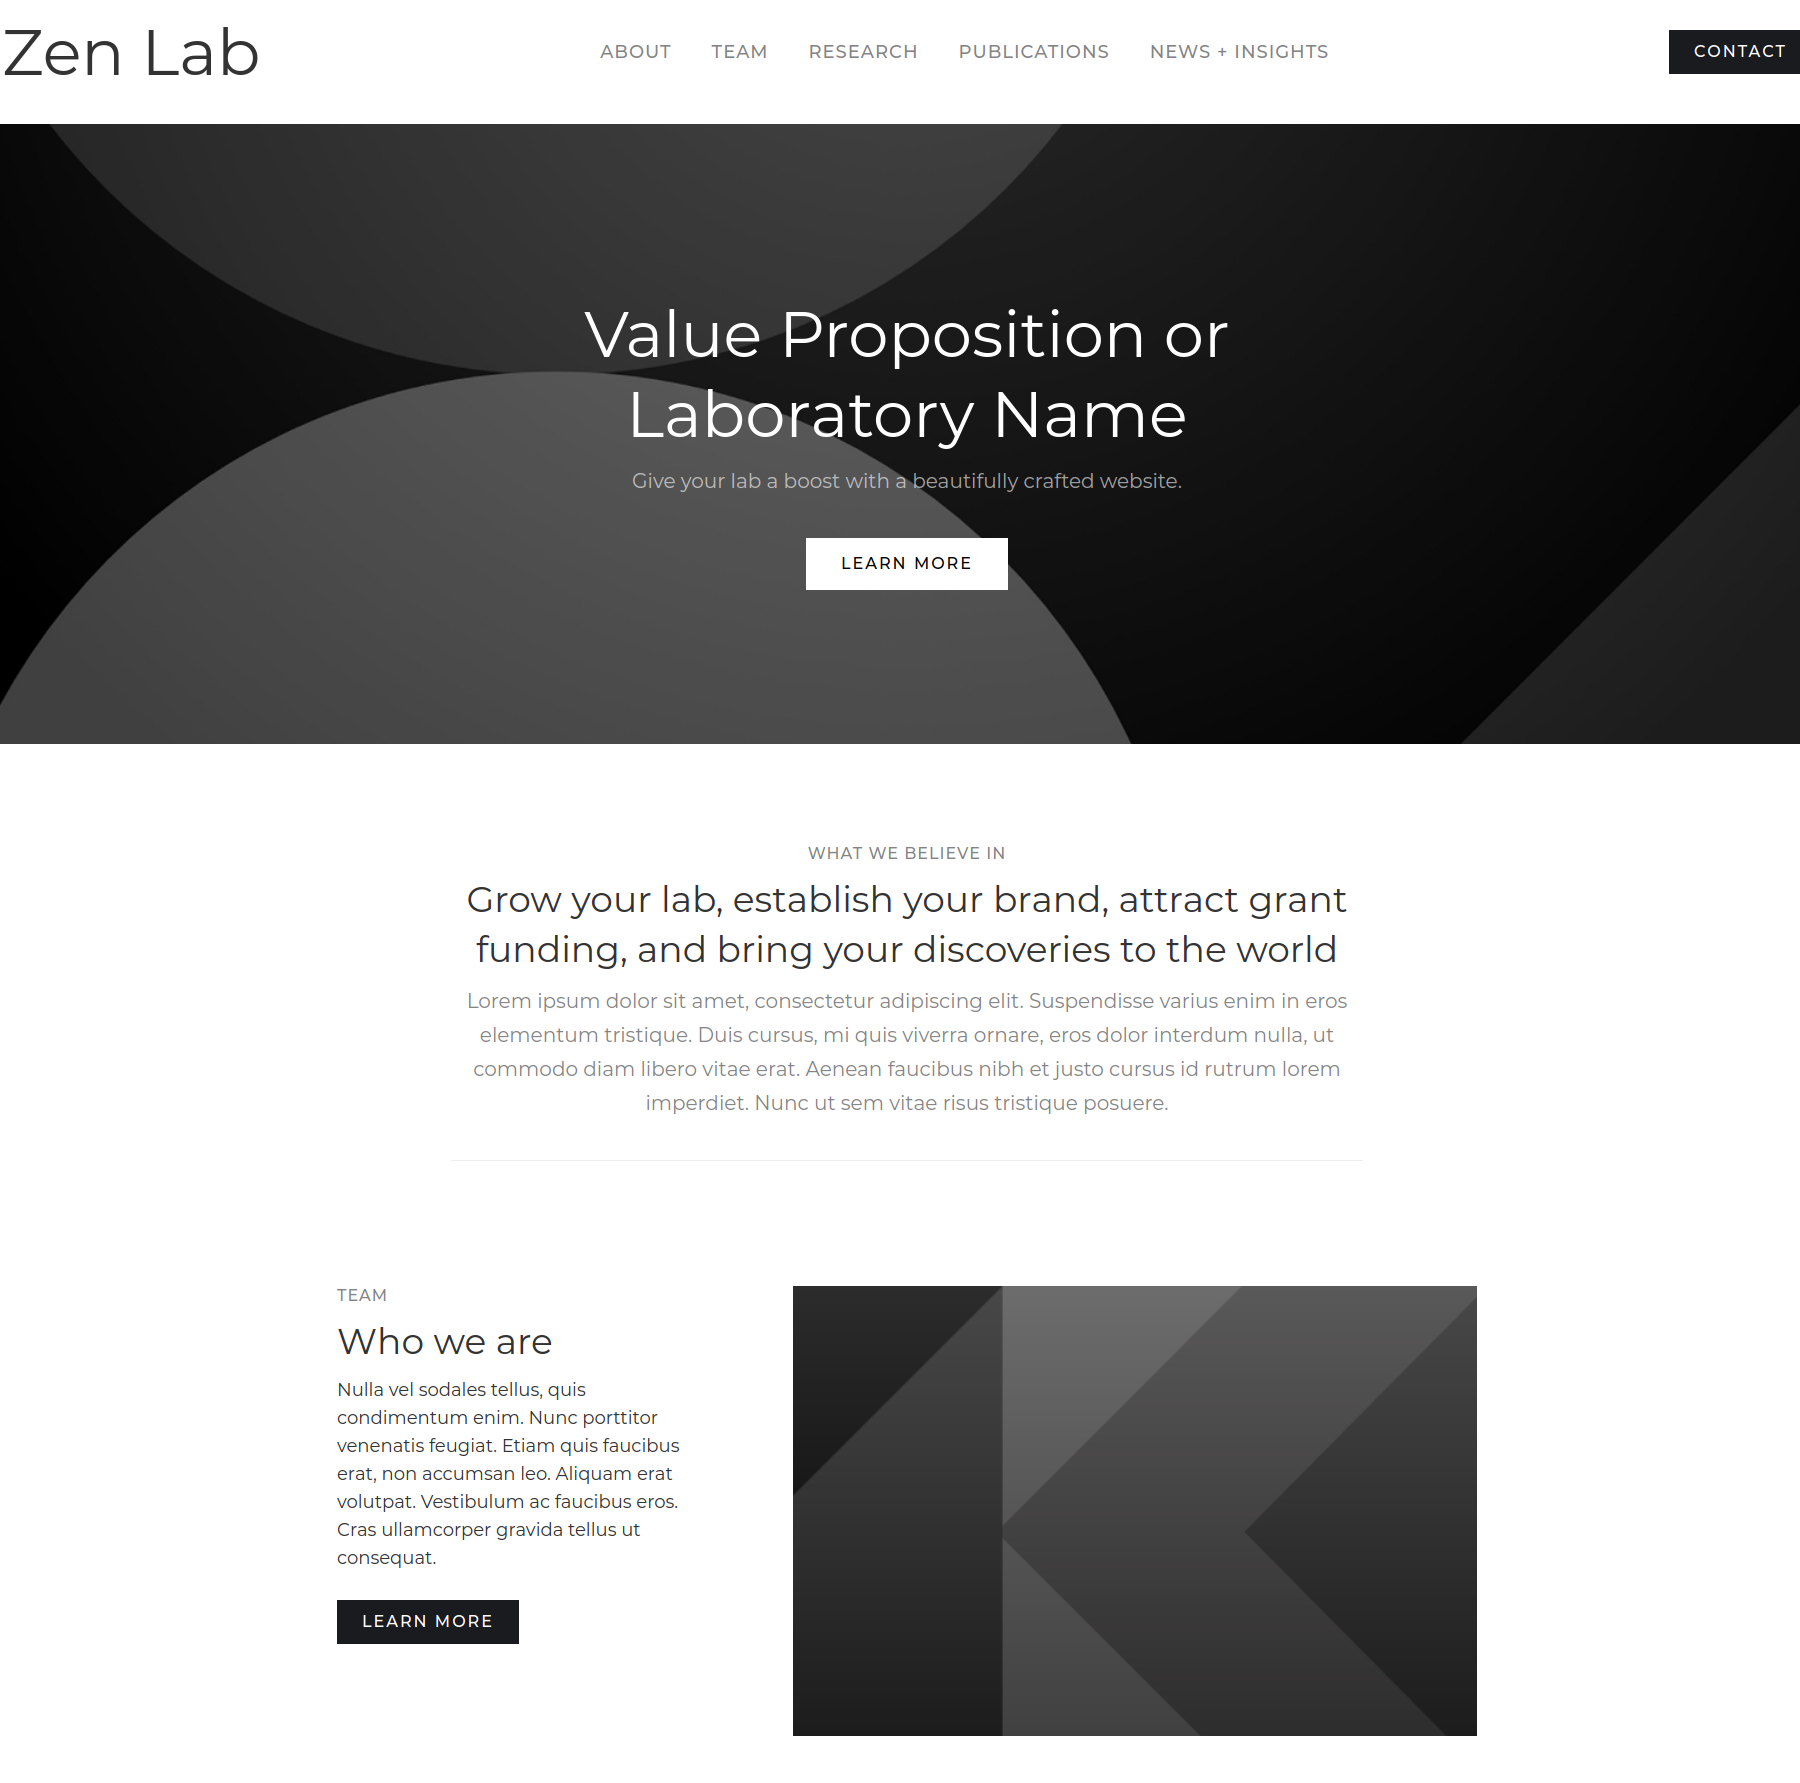 Zen Lab
ABOUT TEAM RESEARCH PUBLICATIONS NEWS + INSIGHTS
CONTACT
Value Proposition or
Laboratory Name
Give your lab a boost with a beautifully crafted website.
LEARN MORE
WHAT WE BELIEVE IN
Grow your lab, establish your brand, attract grant
funding, and bring your discoveries to the world
Lorem ipsum dolor sit amet, consectetur adipiscing elit. Suspendisse varius enim in eros
elementum tristique. Duis cursus, mi quis viverra ornare, eros dolor interdum nulla, ut
commodo diam libero vitae erat. Aenean faucibus nibh et justo cursus id rutrum lorem
imperdiet. Nunc ut sem vitae risus tristique posuere.
TEAM
Who we are
Nulla vel sodales tellus, quis
condimentum enim. Nunc porttitor
venenatis feugiat. Etiam quis faucibus
erat, non accumsan leo. Aliquam erat
volutpat. Vestibulum ac faucibus eros.
Cras ullamcorper gravida tellus ut
consequat.
LEARN MORE